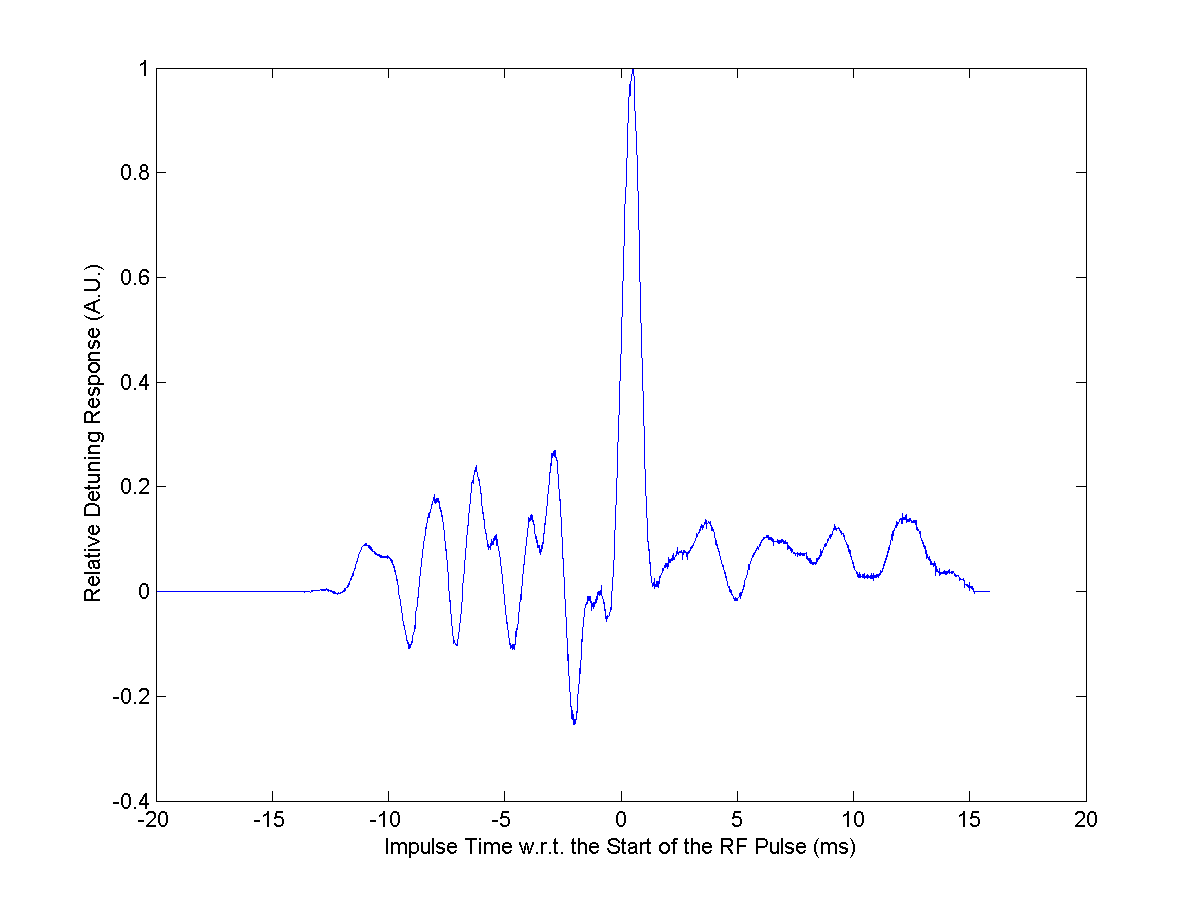 1
0.8
0.6
0.4
0.2
0
-0.2
-0.4
Relative Detuning Response (A.U.)
-20 -15 -10 -5 0 5 10 15 20
Impulse Time w.r.t. the Start of the RF Pulse (ms)